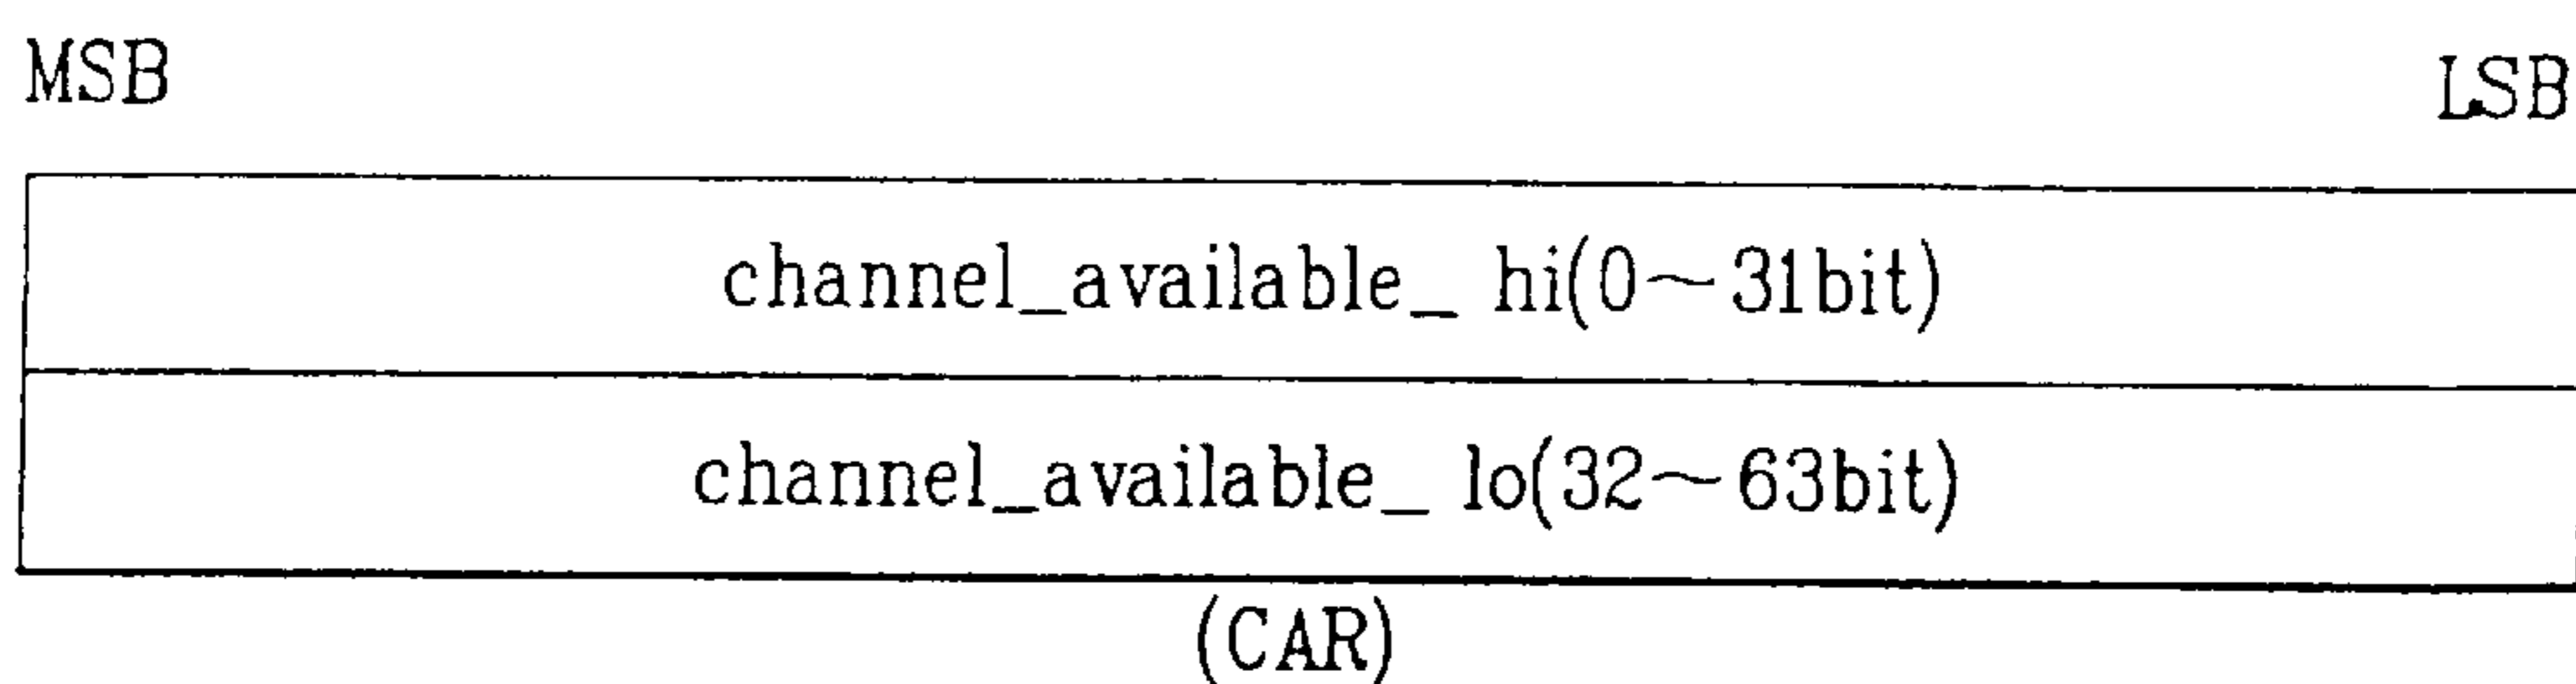 MSB LSB
channel_available_ hi(0~31bit)
channel_available_ lo(32~63bit)
(CAR)